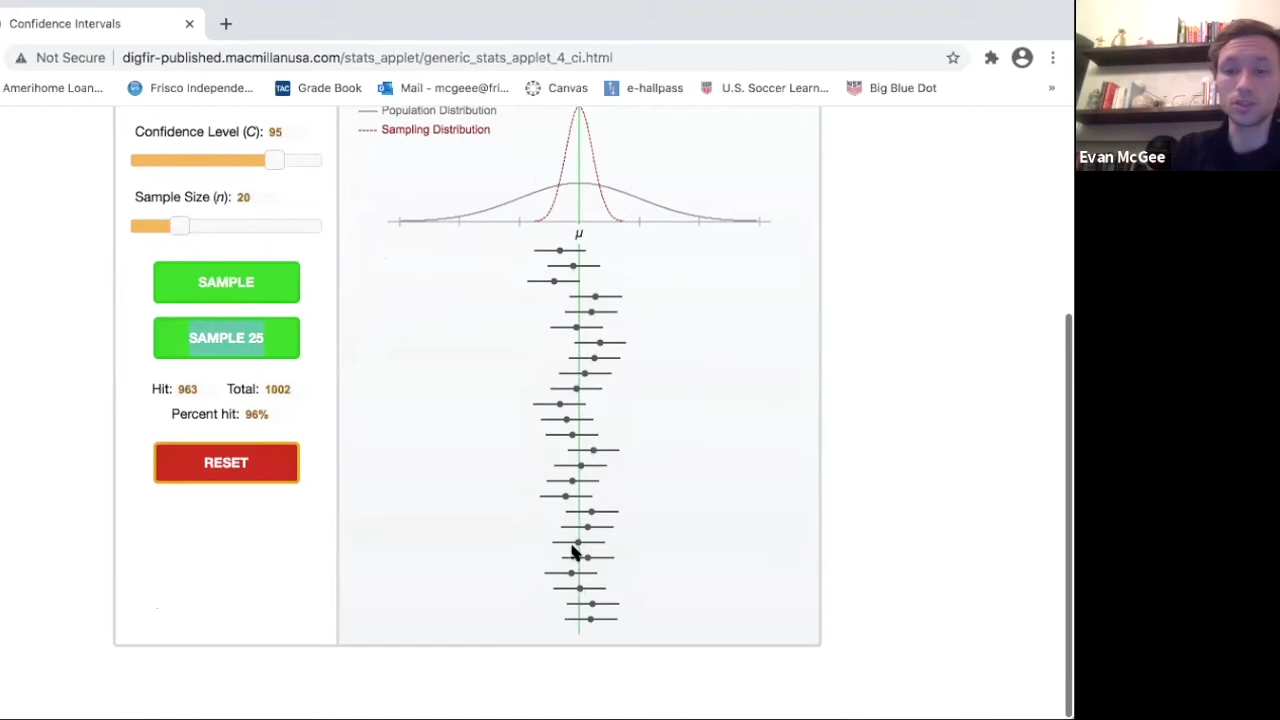 Confidence Intervals
Not Secure digfir-published.macmillanusa.com/stats_applet/generic_stats_applet_4_ci.html
Amerihome Loan... Frisco Independe... TAC Grade Book Mail - mcgeee@fri... Canvas e-hallpass U.S. Soccer Learn... Big Blue Dot »
Population Distribution
Sampling Distribution
Confidence Level (C): 95
Sample Size (n): 20
μ
SAMPLE
SAMPLE 25
Hit: 963 Total: 1002
Percent hit: 96%
RESET
Evan McGee